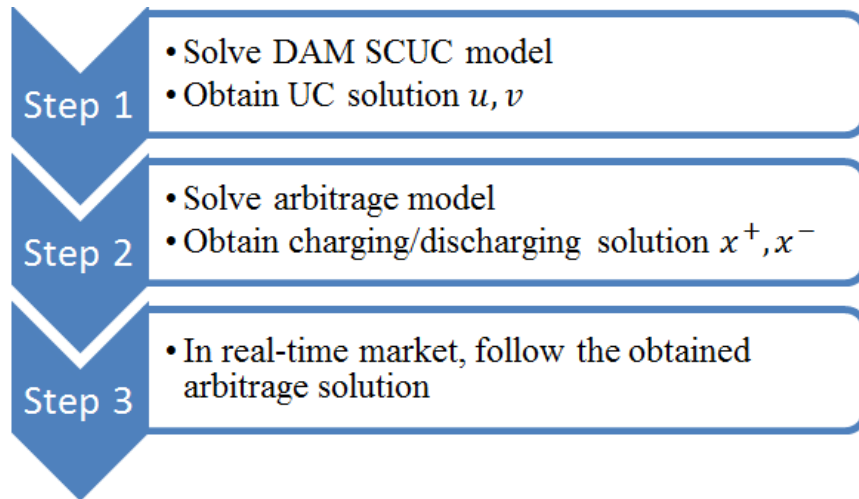 Step 1
• Solve DAM SCUC model
• Obtain UC solution u, v
Step 2
• Solve arbitrage model
• Obtain charging/discharging solution x⁺, x⁻
Step 3
• In real-time market, follow the obtained
arbitrage solution